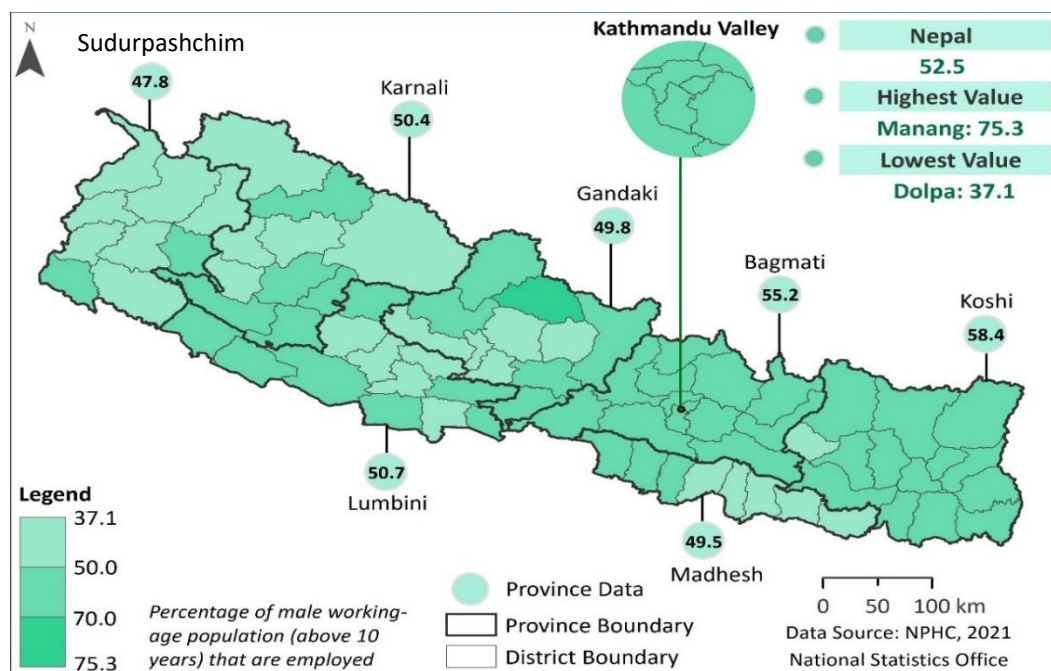 N
Sudurpashchim
47.8
Karnali
50.4
Kathmandu Valley
Nepal
52.5
Highest Value
Manang: 75.3
Lowest Value
Dolpa: 37.1
Gandaki
49.8
Bagmati
55.2
Koshi
58.4
50.7
Lumbini
49.5
Madhesh
Legend
37.1
50.0
70.0
75.3
Percentage of male working-
age population (above 10
years) that are employed
Province Data
Province Boundary
District Boundary
0 50 100 km
Data Source: NPHC, 2021
National Statistics Office